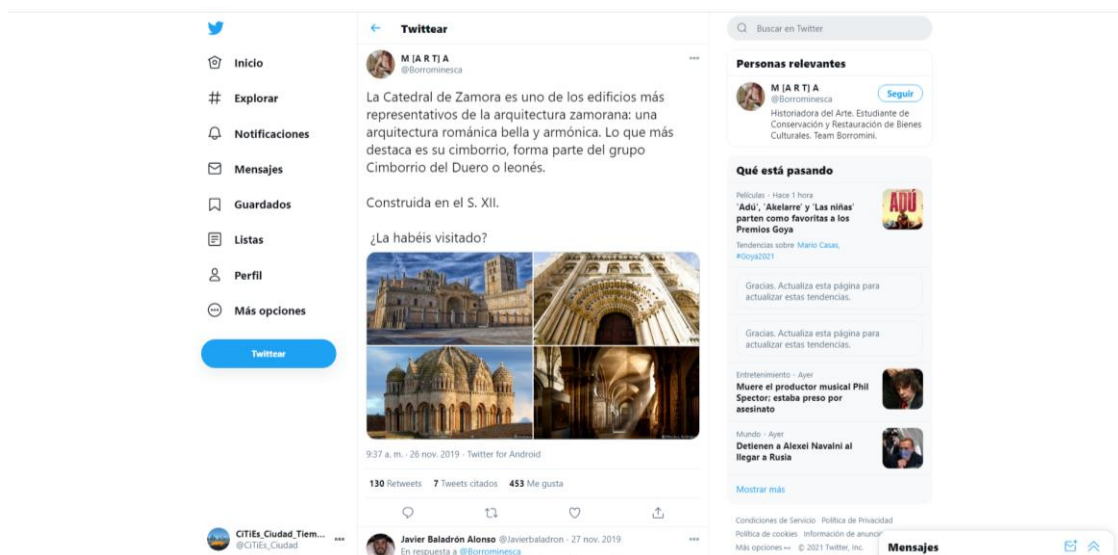 Inicio
Explorar
Notificaciones
Mensajes
Guardados
Listas
Perfil
Más opciones
Twittear
CiTiEs_Ciudad_Tiem...
@CiTiEs_Ciudad
Twittear
M [A R T] A
@Borrominesca
La Catedral de Zamora es uno de los edificios más
representativos de la arquitectura zamorana: una
arquitectura románica bella y armónica. Lo que más
destaca es su cimborrio, forma parte del grupo
Cimborrio del Duero o leonés.
Construida en el S. XII.
¿La habéis visitado?
9:37 a. m. · 26 nov. 2019 · Twitter for Android
130 Retweets 7 Tweets citados 453 Me gusta
Javier Baladrón Alonso @Javierbaladron · 27 nov. 2019
En respuesta a @Borrominesca
Buscar en Twitter
Personas relevantes
M [A R T] A
@Borrominesca
Seguir
Historiadora del Arte. Estudiante de
Conservación y Restauración de Bienes
Culturales. Team Borromini.
Qué está pasando
Películas · Hace 1 hora
'Adú', 'Akelarre' y 'Las niñas'
parten como favoritas a los
Premios Goya
Tendencias sobre Mario Casas,
#Goya2021
ADÚ
Gracias. Actualiza esta página para
actualizar estas tendencias.
Gracias. Actualiza esta página para
actualizar estas tendencias.
Entretenimiento · Ayer
Muere el productor musical Phil
Spector; estaba preso por
asesinato
Mundo · Ayer
Detienen a Alexei Navalni al
llegar a Rusia
Mostrar más
Condiciones de Servicio Política de Privacidad
Política de cookies Información de anuncios
Más opciones © 2021 Twitter, Inc.
Mensajes